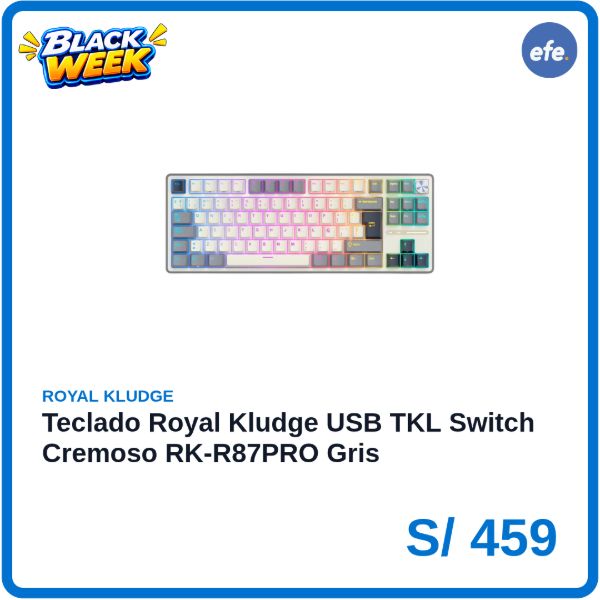 BLACK
WEEK
efe.
ROYAL KLUDGE
Teclado Royal Kludge USB TKL Switch
Cremoso RK-R87PRO Gris
S/ 459